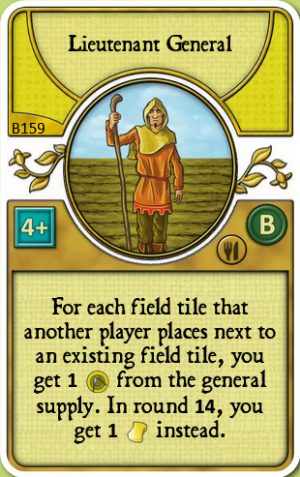 Lieutenant General
B159
4+
B
For each field tile that
another player places next to
an existing field tile, you
get 1 from the general
supply. In round 14, you
get 1 instead.